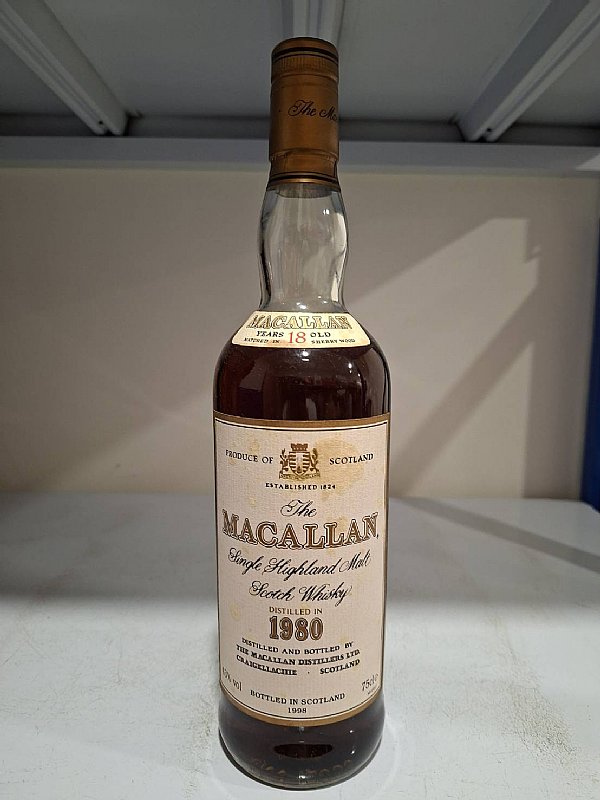 The Ma
MACALLAN
YEARS 18 OLD
MATURED IN SHERRY WOOD
PRODUCE OF SCOTLAND
ESTABLISHED 1824
The
MACALLAN
Single Highland Malt
Scotch Whisky
DISTILLED IN
1980
DISTILLED AND BOTTLED BY
THE MACALLAN DISTILLERS LTD.
CRAIGELLACHIE · SCOTLAND
75cl
BOTTLED IN SCOTLAND
1998